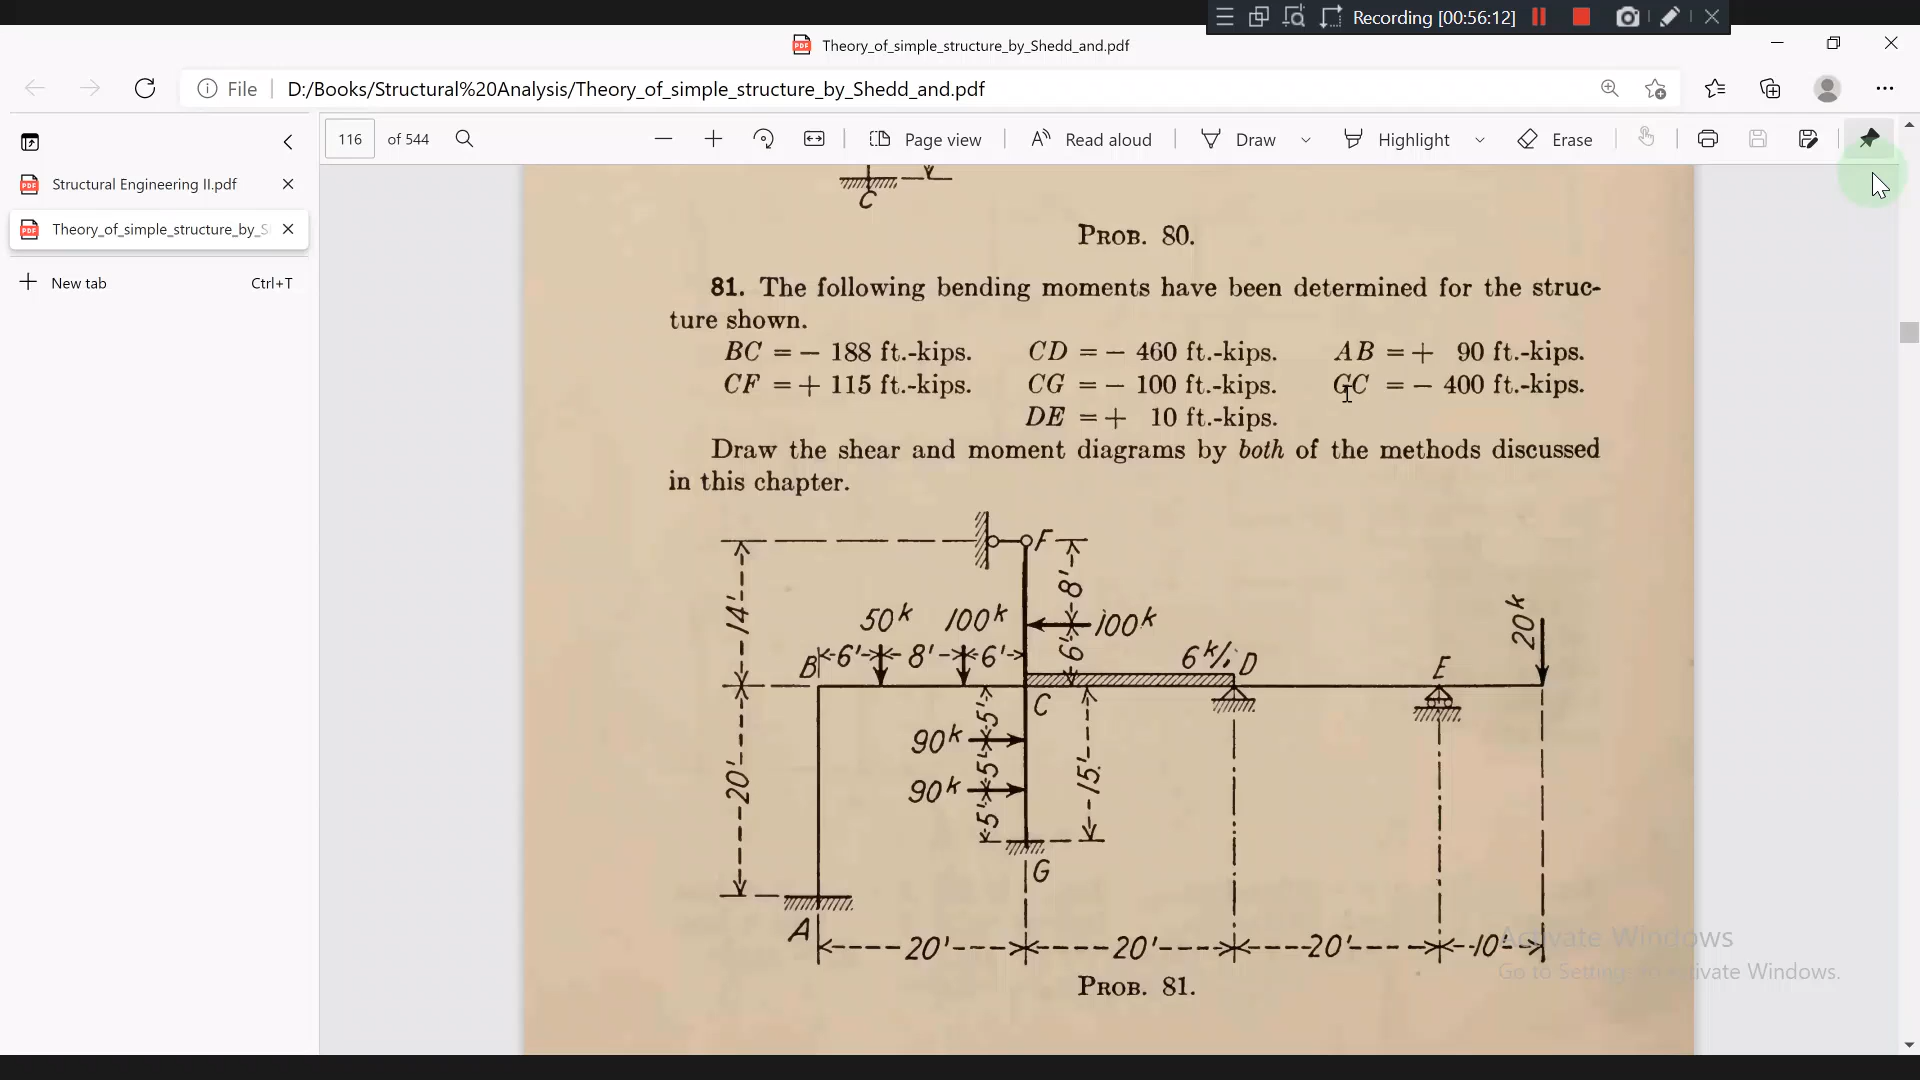 Recording [00:56:12]
Theory_of_simple_structure_by_Shedd_and.pdf
File
D:/Books/Structural%20Analysis/Theory_of_simple_structure_by_Shedd_and.pdf
116 of 544
Page view
Read aloud
Draw
Highlight
Erase
Structural Engineering II.pdf
Theory_of_simple_structure_by_S
New tab
Ctrl+T
C
PROB. 80.
81. The following bending moments have been determined for the struc-
ture shown.
BC = − 188 ft.-kips. CD = − 460 ft.-kips. AB = + 90 ft.-kips.
CF = + 115 ft.-kips. CG = − 100 ft.-kips. GC = − 400 ft.-kips.
DE = + 10 ft.-kips.
Draw the shear and moment diagrams by both of the methods discussed
in this chapter.
F
8'
14'
50k 100k
100k
20k
B 6' 8' 6'
6'
6k/' D
E
C
5'
90k
5'
20'
15'
90k
5'
G
A
20' 20' 20' 10'
PROB. 81.
Activate Windows
Go to Settings to activate Windows.